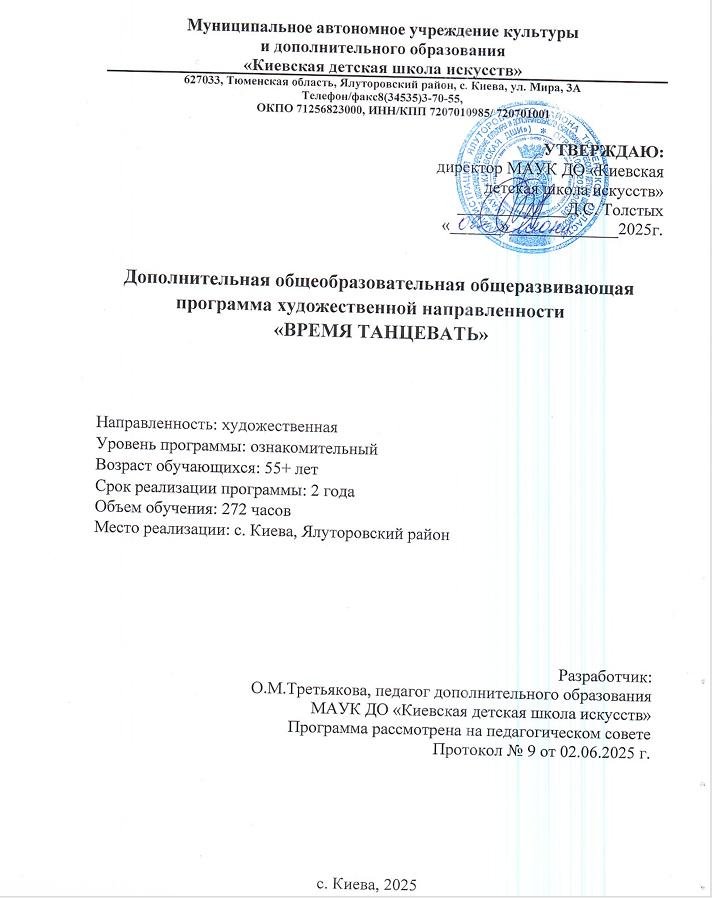 Муниципальное автономное учреждение культуры
и дополнительного образования
«Киевская детская школа искусств»
627033, Тюменская область, Ялуторовский район, с. Киева, ул. Мира, 3А
Телефон/факс8(34535)3-70-55,
ОКПО 71256823000, ИНН/КПП 7207010985/ 720701001
УТВЕРЖДАЮ:
директор МАУК ДО «Киевская
детская школа искусств»
Д.С. Толстых
« » 2025г.
Дополнительная общеобразовательная общеразвивающая
программа художественной направленности
«ВРЕМЯ ТАНЦЕВАТЬ»
Направленность: художественная
Уровень программы: ознакомительный
Возраст обучающихся: 55+ лет
Срок реализации программы: 2 года
Объем обучения: 272 часов
Место реализации: с. Киева, Ялуторовский район
Разработчик:
О.М.Третьякова, педагог дополнительного образования
МАУК ДО «Киевская детская школа искусств»
Программа рассмотрена на педагогическом совете
Протокол № 9 от 02.06.2025 г.
с. Киева, 2025